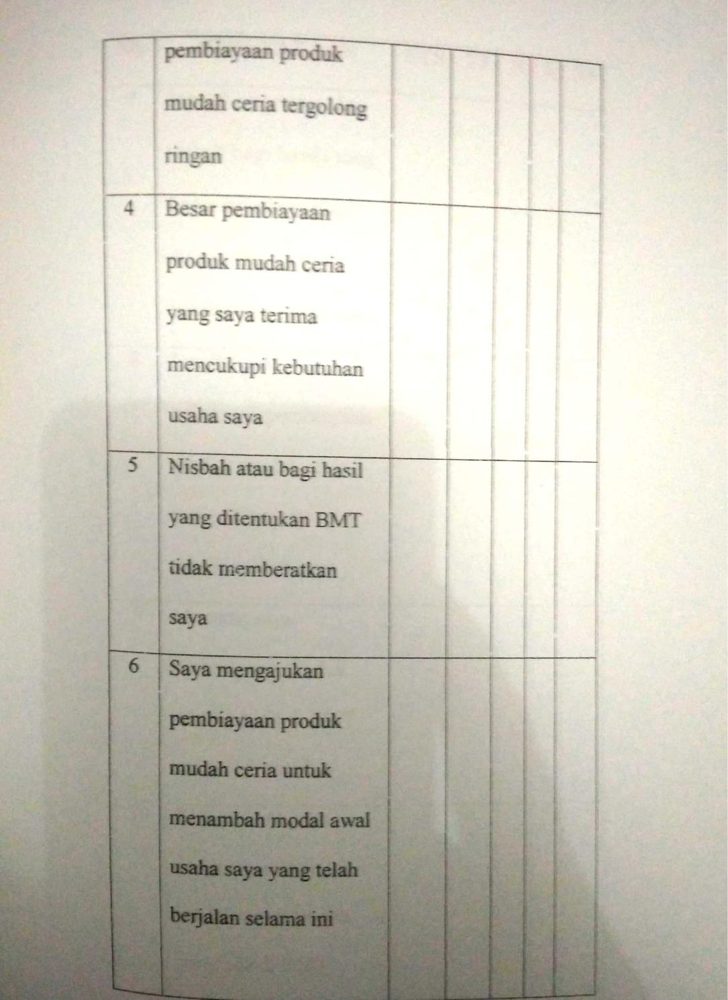 pembiayaan produk
mudah ceria tergolong
ringan
4 Besar pembiayaan
produk mudah ceria
yang saya terima
mencukupi kebutuhan
usaha saya
5 Nisbah atau bagi hasil
yang ditentukan BMT
tidak memberatkan
saya
6 Saya mengajukan
pembiayaan produk
mudah ceria untuk
menambah modal awal
usaha saya yang telah
berjalan selama ini